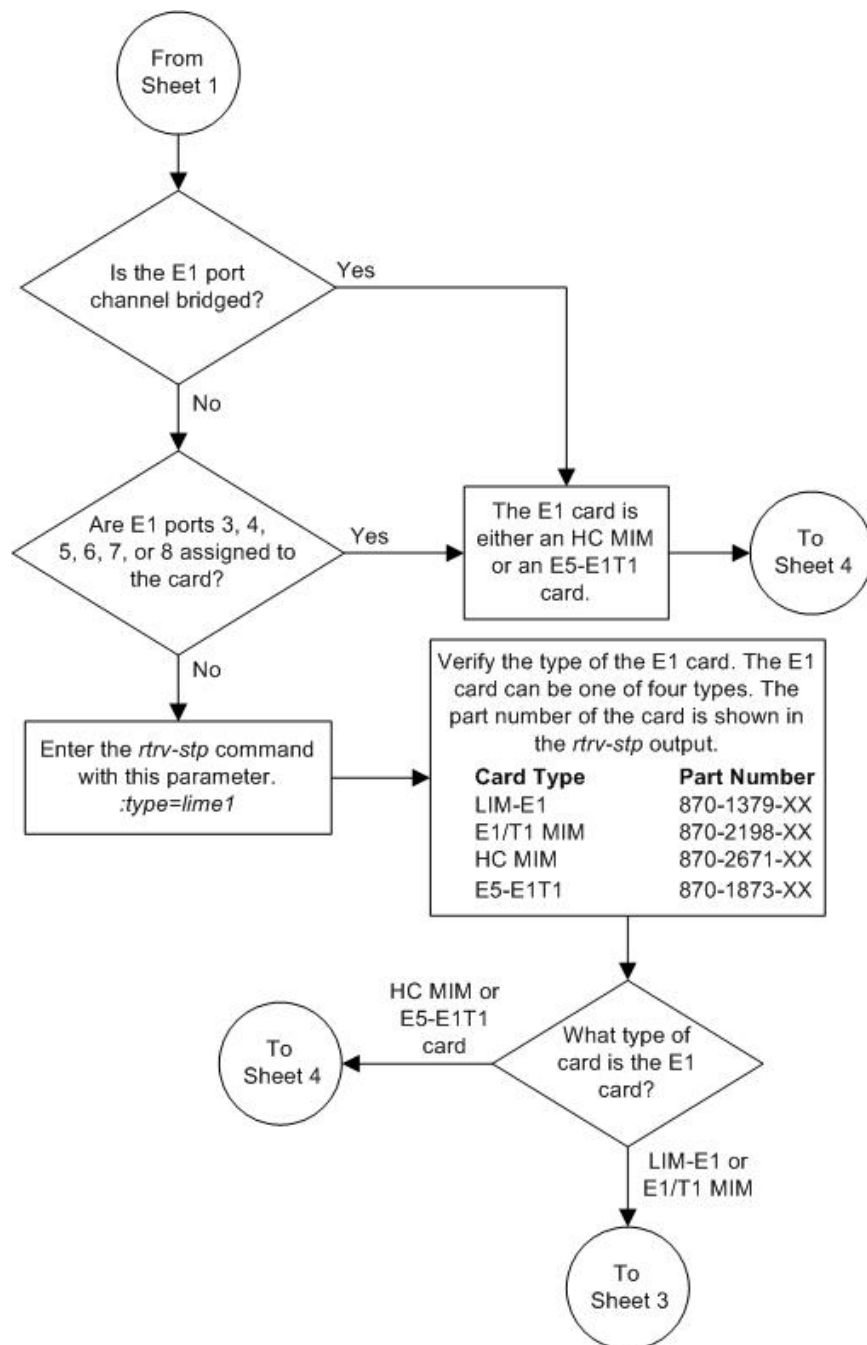 From
Sheet 1
Is the E1 port
channel bridged?
Yes
No
Are E1 ports 3, 4,
5, 6, 7, or 8 assigned to
the card?
Yes
The E1 card is
either an HC MIM
or an E5-E1T1
card.
To
Sheet 4
No
Enter the rtrv-stp command
with this parameter.
:type=lime1
Verify the type of the E1 card. The E1
card can be one of four types. The
part number of the card is shown in
the rtrv-stp output.
Card Type Part Number
LIM-E1 870-1379-XX
E1/T1 MIM 870-2198-XX
HC MIM 870-2671-XX
E5-E1T1 870-1873-XX
What type of
card is the E1
card?
HC MIM or
E5-E1T1
card
To
Sheet 4
LIM-E1 or
E1/T1 MIM
To
Sheet 3